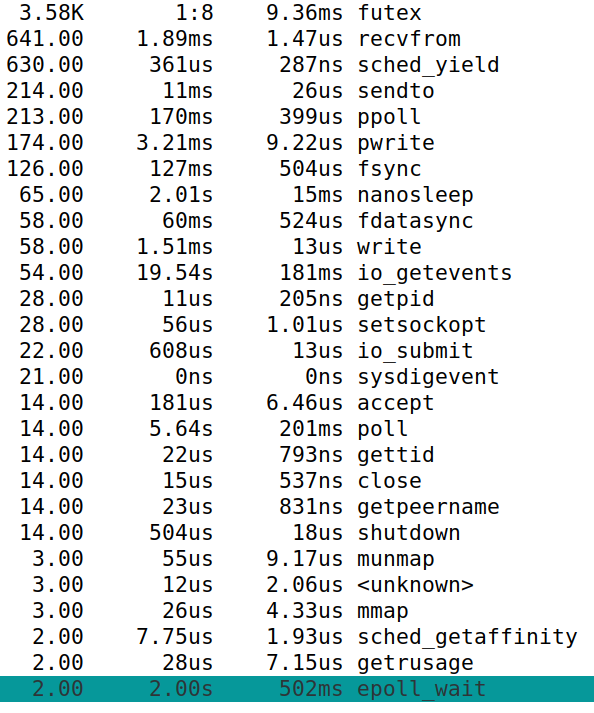 3.58K 1:8 9.36ms futex
641.00 1.89ms 1.47us recvfrom
630.00 361us 287ns sched_yield
214.00 11ms 26us sendto
213.00 170ms 399us ppoll
174.00 3.21ms 9.22us pwrite
126.00 127ms 504us fsync
65.00 2.01s 15ms nanosleep
58.00 60ms 524us fdatasync
58.00 1.51ms 13us write
54.00 19.54s 181ms io_getevents
28.00 11us 205ns getpid
28.00 56us 1.01us setsockopt
22.00 608us 13us io_submit
21.00 0ns 0ns sysdigevent
14.00 181us 6.46us accept
14.00 5.64s 201ms poll
14.00 22us 793ns gettid
14.00 15us 537ns close
14.00 23us 831ns getpeername
14.00 504us 18us shutdown
3.00 55us 9.17us munmap
3.00 12us 2.06us <unknown>
3.00 26us 4.33us mmap
2.00 7.75us 1.93us sched_getaffinity
2.00 28us 7.15us getrusage
2.00 2.00s 502ms epoll_wait